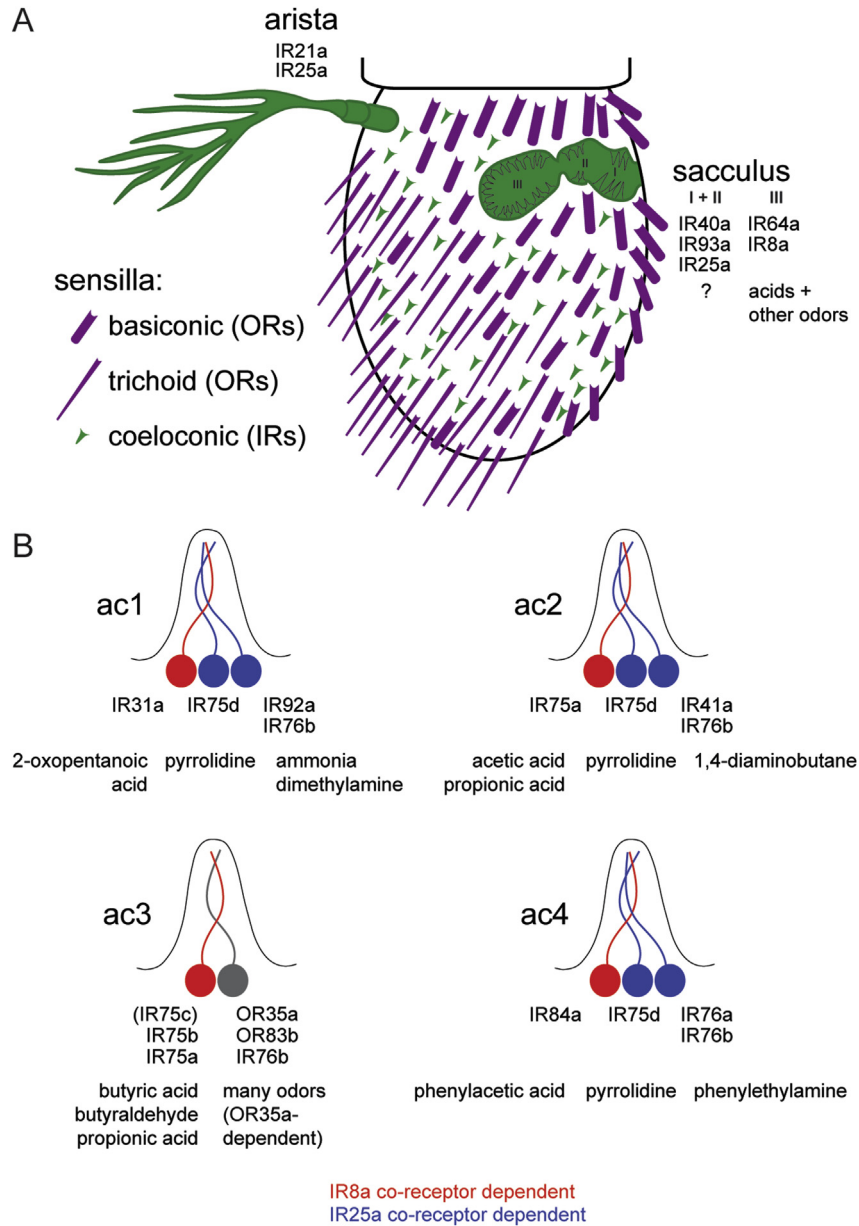 A
arista
IR21a
IR25a
III
II
I
sacculus
I + II III
IR40a IR64a
IR93a IR8a
IR25a
? acids +
other odors
sensilla:
basiconic (ORs)
trichoid (ORs)
coeloconic (IRs)
B
ac1
IR31a IR75d IR92a
IR76b
2-oxopentanoic pyrrolidine ammonia
acid dimethylamine
ac2
IR75a IR75d IR41a
IR76b
acetic acid pyrrolidine 1,4-diaminobutane
propionic acid
ac3
(IR75c) OR35a
IR75b OR83b
IR75a IR76b
butyric acid many odors
butyraldehyde (OR35a-
propionic acid dependent)
ac4
IR84a IR75d IR76a
IR76b
phenylacetic acid pyrrolidine phenylethylamine
IR8a co-receptor dependent
IR25a co-receptor dependent